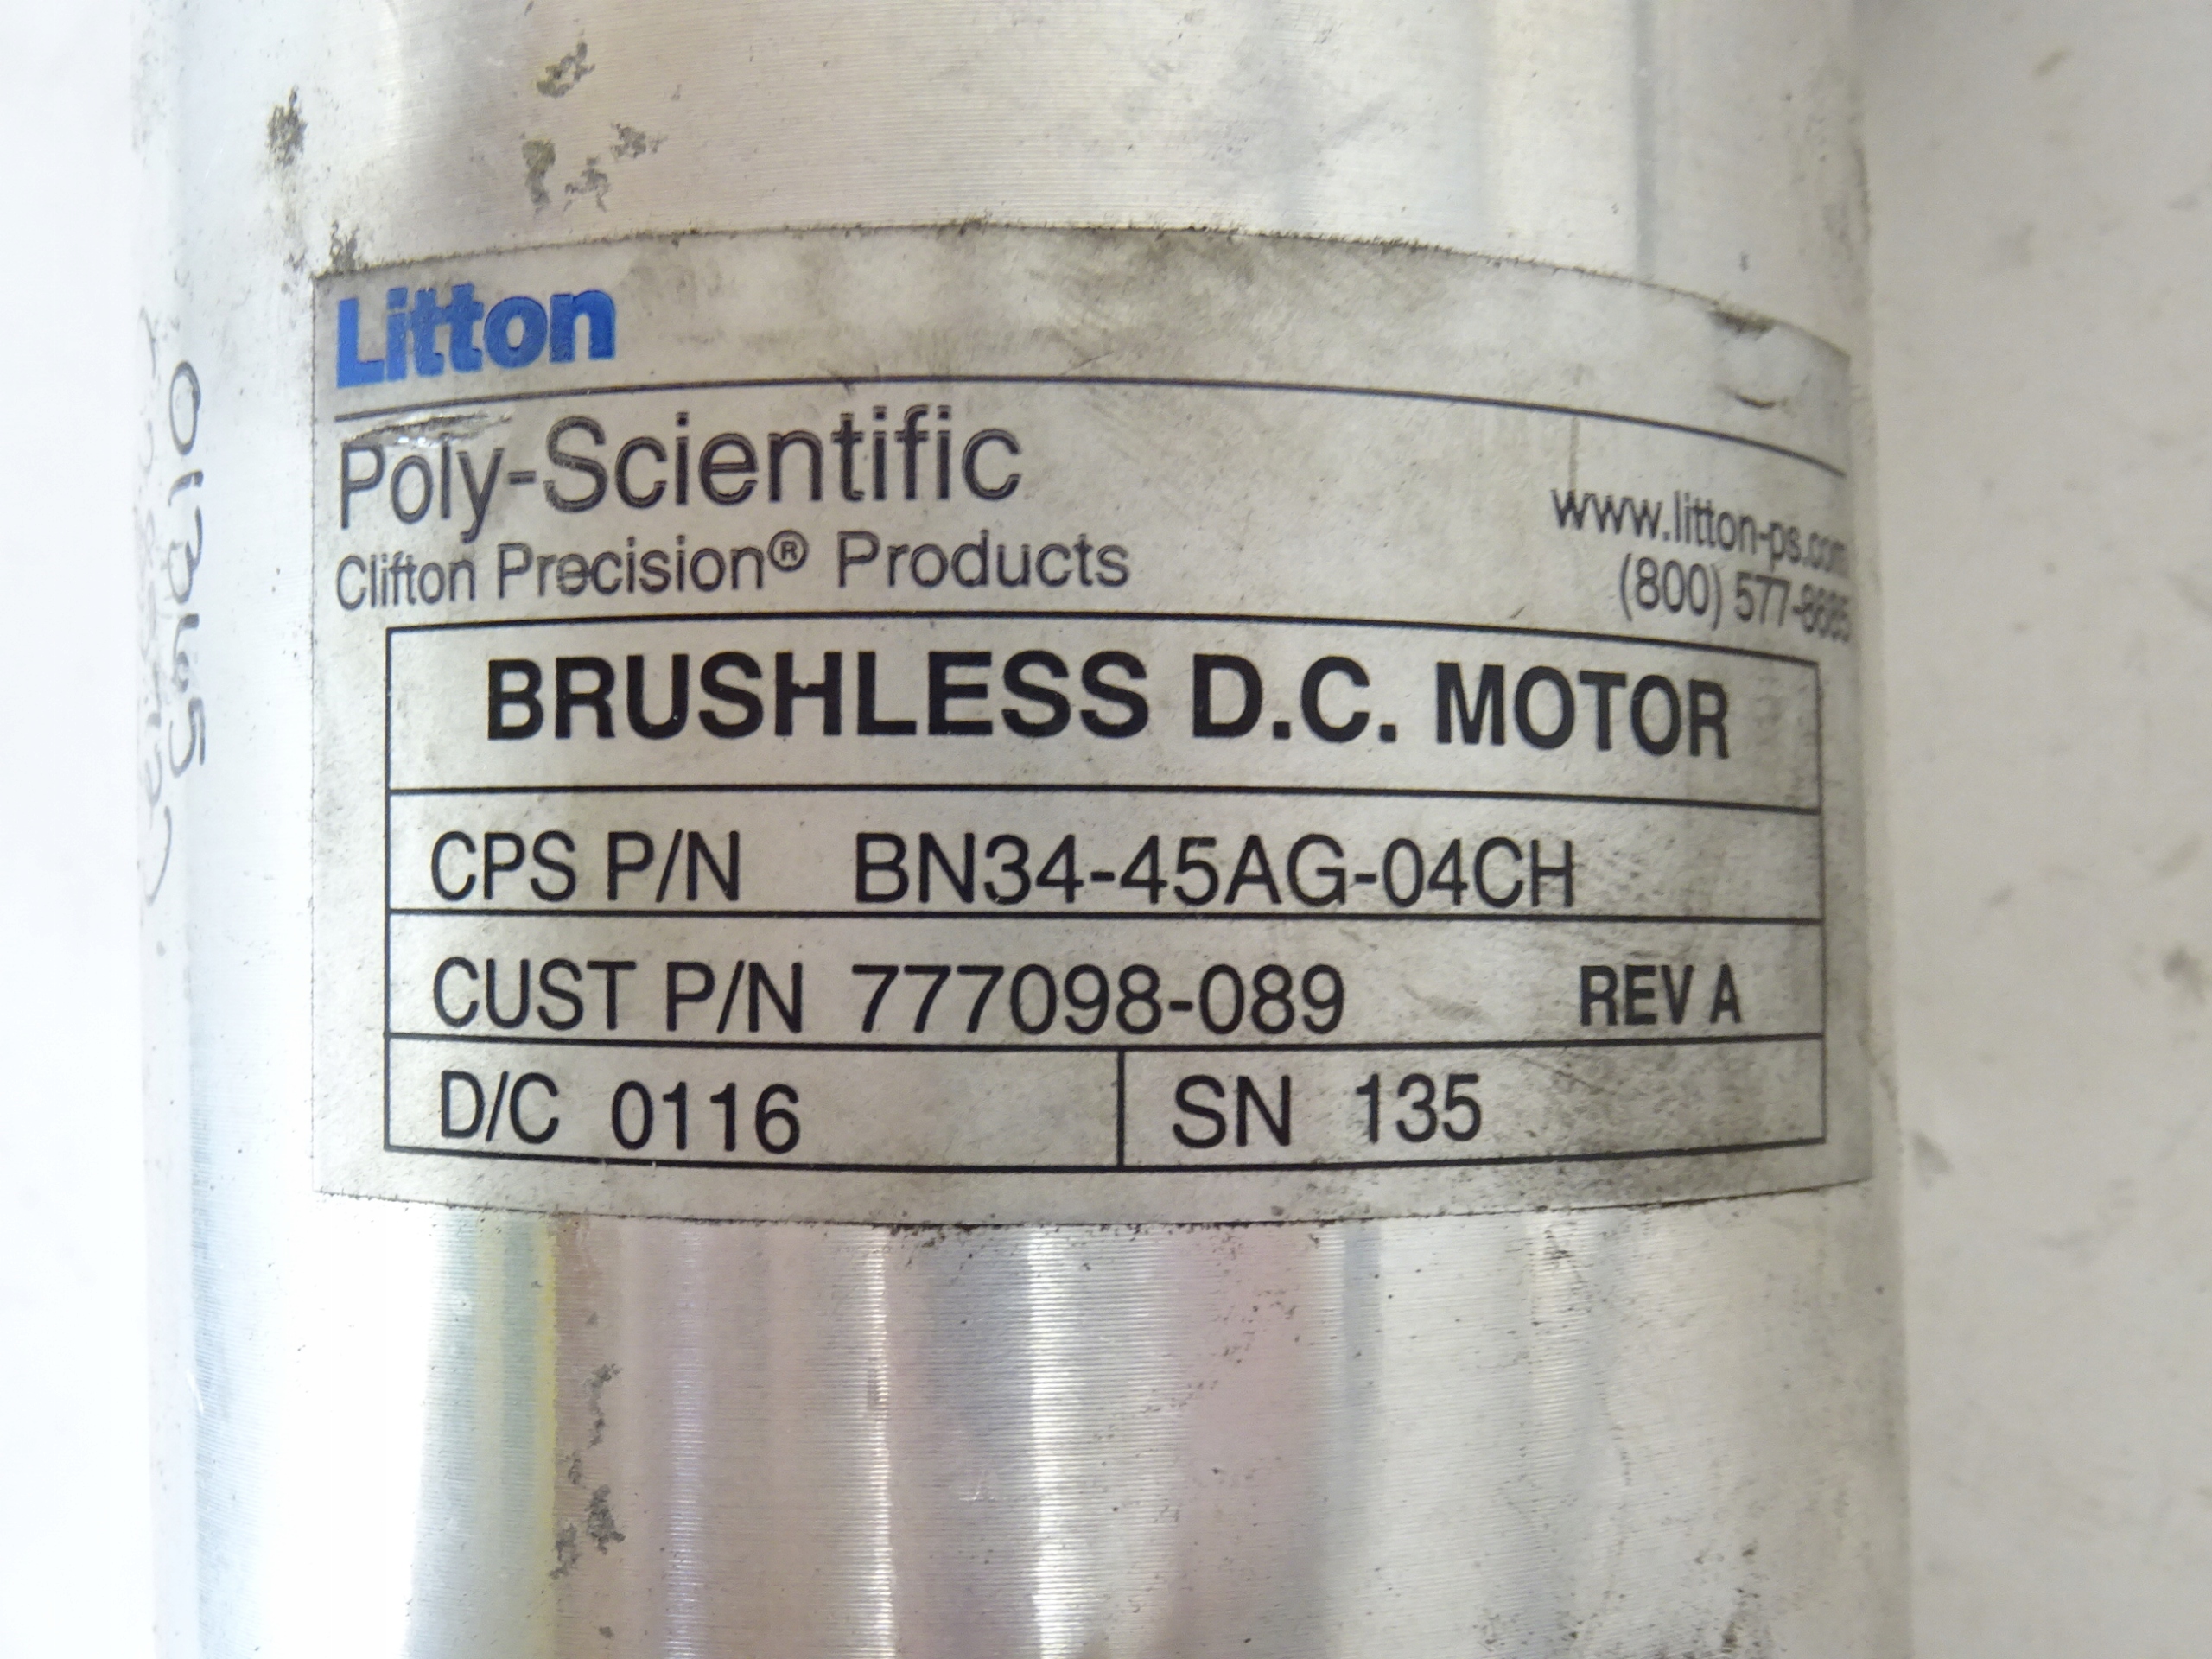 Litton
Poly-Scientific
Clifton Precision® Products
www.litton-ps.com
(800) 577-8685
BRUSHLESS D.C. MOTOR
CPS P/N BN34-45AG-04CH
CUST P/N 777098-089 REV A
D/C 0116 SN 135